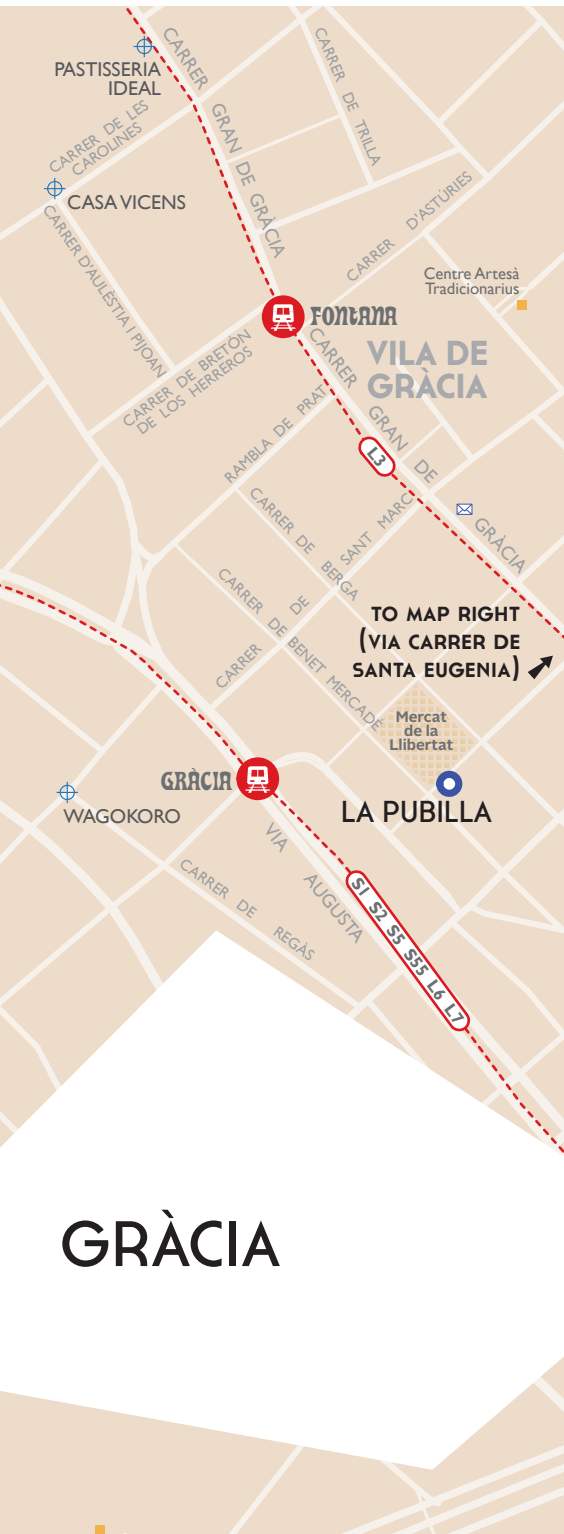 CARRER GRAN DE GRÀCIA
PASTISSERIA
IDEAL
CARRER DE TRILLA
CARRER DE LES
CAROLINES
CASA VICENS
CARRER D'ASTÚRIES
CARRER D'AULÈSTIA I PIJOAN
Centre Artesà
Tradicionarius
FONTANA
CARRER GRAN DE GRÀCIA
VILA DE
GRÀCIA
CARRER DE BRETÓN
DE LOS HERREROS
RAMBLA DE PRAT
L3
CARRER DE BERGA
CARRER DE SANT MARC
CARRER DE BENET MERCADÉ
TO MAP RIGHT
(VIA CARRER DE
SANTA EUGENIA)
Mercat
de la
Llibertat
GRÀCIA
LA PUBILLA
WAGOKORO
VIA AUGUSTA
CARRER DE REGÀS
S1 S2 S5 S55 L6 L7
GRÀCIA